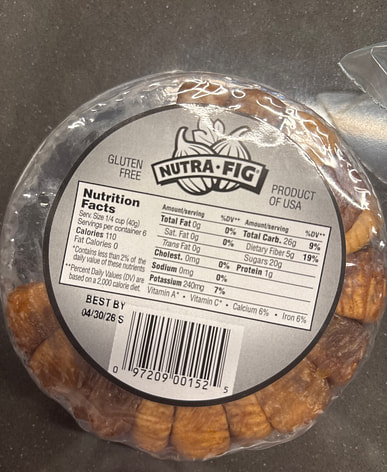 NUTRA•FIG®
GLUTEN
FREE
PRODUCT
OF USA
Nutrition
Facts
Serv. Size 1/4 cup (40g)
Servings per container 6
Calories 110
Fat Calories 0
*Contains less than 2% of the
daily value of these nutrients
**Percent Daily Values (DV) are
based on a 2,000 calorie diet.
Amount/serving %DV** Amount/serving %DV**
Total Fat 0g 0% Total Carb. 26g 9%
Sat. Fat 0g 0% Dietary Fiber 5g 19%
Trans Fat 0g Sugars 20g
Cholest. 0mg 0% Protein 1g
Sodium 0mg 0%
Potassium 240mg 7%
Vitamin A* • Vitamin C* • Calcium 6% • Iron 6%
BEST BY
04/30/26 S
0 97209 00152 5